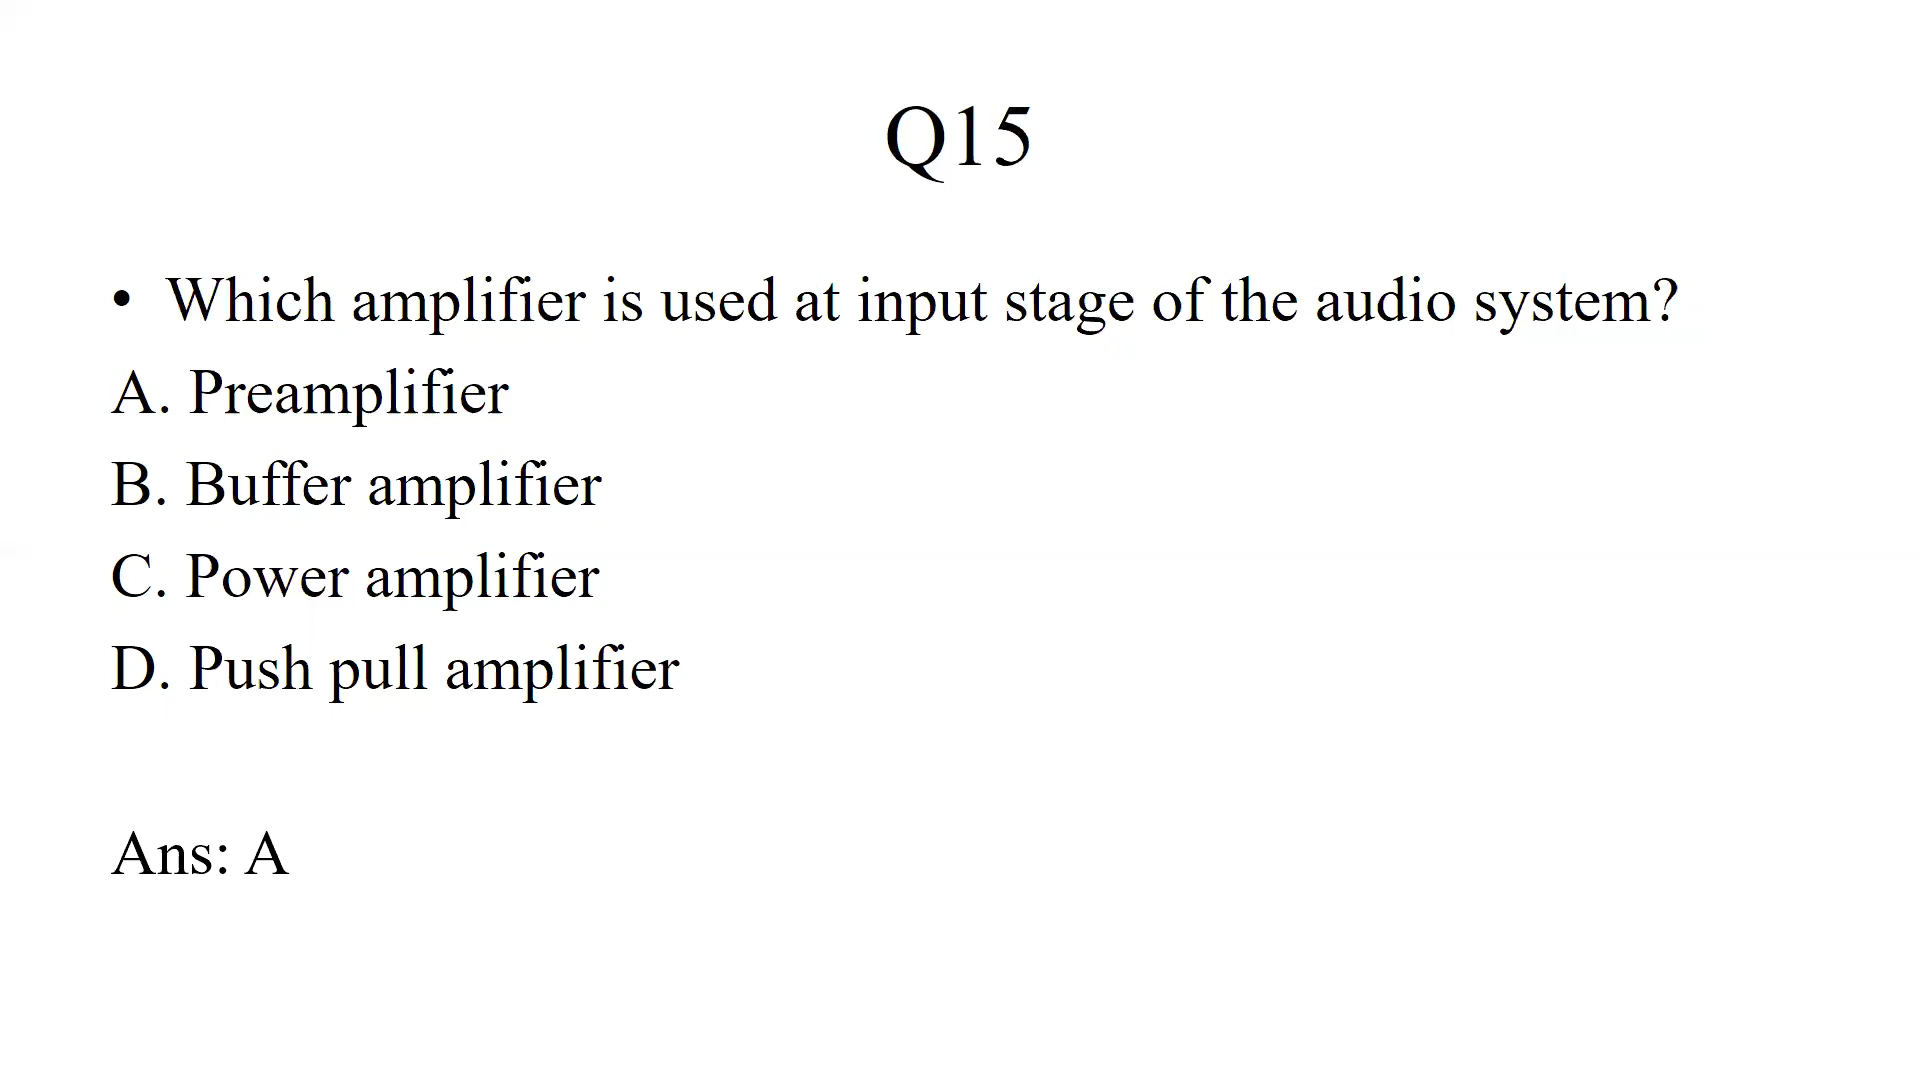 Q15
• Which amplifier is used at input stage of the audio system?
A. Preamplifier
B. Buffer amplifier
C. Power amplifier
D. Push pull amplifier
Ans: A